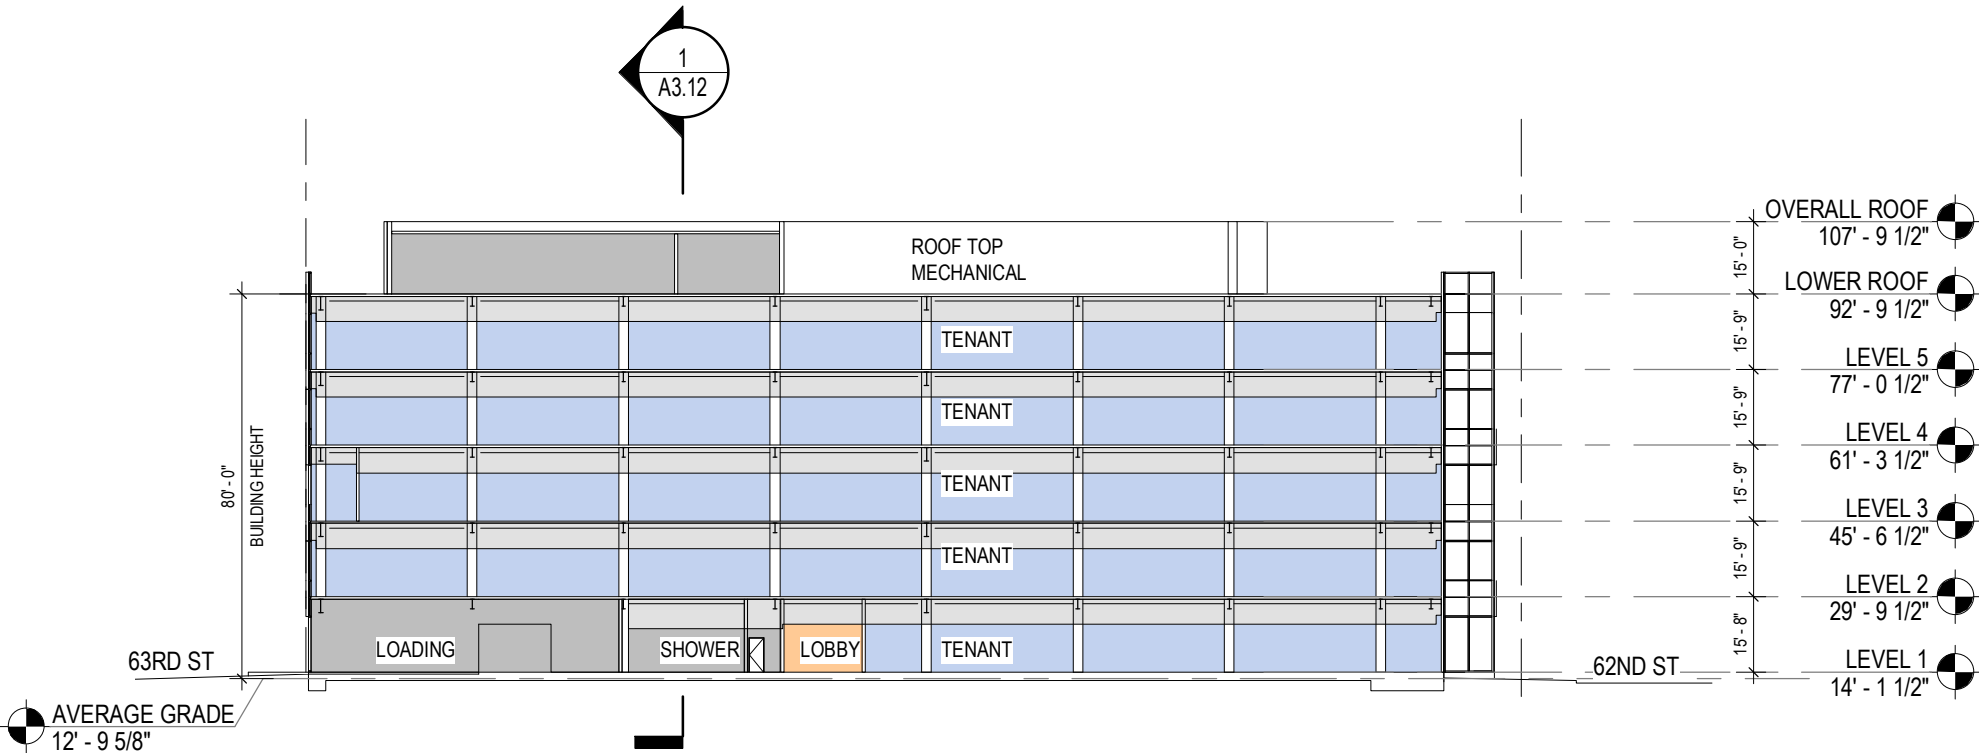 1
A3.12
OVERALL ROOF
107' - 9 1/2"
15' - 0"
ROOF TOP
MECHANICAL
LOWER ROOF
92' - 9 1/2"
15' - 9"
TENANT
LEVEL 5
77' - 0 1/2"
15' - 9"
TENANT
LEVEL 4
61' - 3 1/2"
80' - 0"
BUILDING HEIGHT
15' - 9"
TENANT
LEVEL 3
45' - 6 1/2"
15' - 9"
TENANT
LEVEL 2
29' - 9 1/2"
15' - 8"
LOADING
SHOWER
LOBBY
TENANT
63RD ST
62ND ST
LEVEL 1
14' - 1 1/2"
AVERAGE GRADE
12' - 9 5/8"